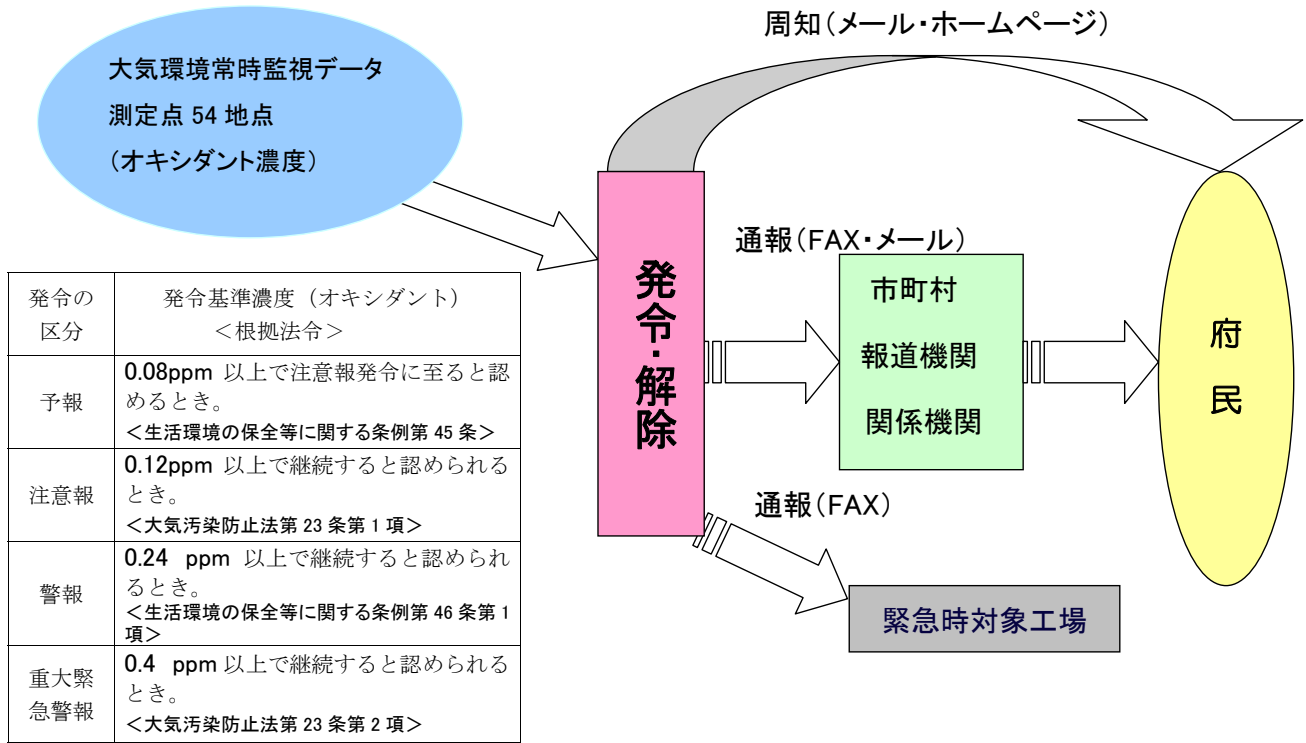 周知（メール・ホームページ）
大気環境常時監視データ
測定点 54 地点
（オキシダント濃度）
発令・解除
通報（FAX・メール）
市町村
報道機関
関係機関
府民
通報（FAX）
緊急時対象工場
発令の
区分
発令基準濃度（オキシダント）
＜根拠法令＞
予報
0.08ppm 以上で注意報発令に至ると認
めるとき。
＜生活環境の保全等に関する条例第 45 条＞
注意報
0.12ppm 以上で継続すると認められる
とき。
＜大気汚染防止法第 23 条第 1 項＞
警報
0.24 ppm 以上で継続すると認められ
るとき。
＜生活環境の保全等に関する条例第 46 条第 1
項＞
重大緊
急警報
0.4 ppm 以上で継続すると認められる
とき。
＜大気汚染防止法第 23 条第 2 項＞